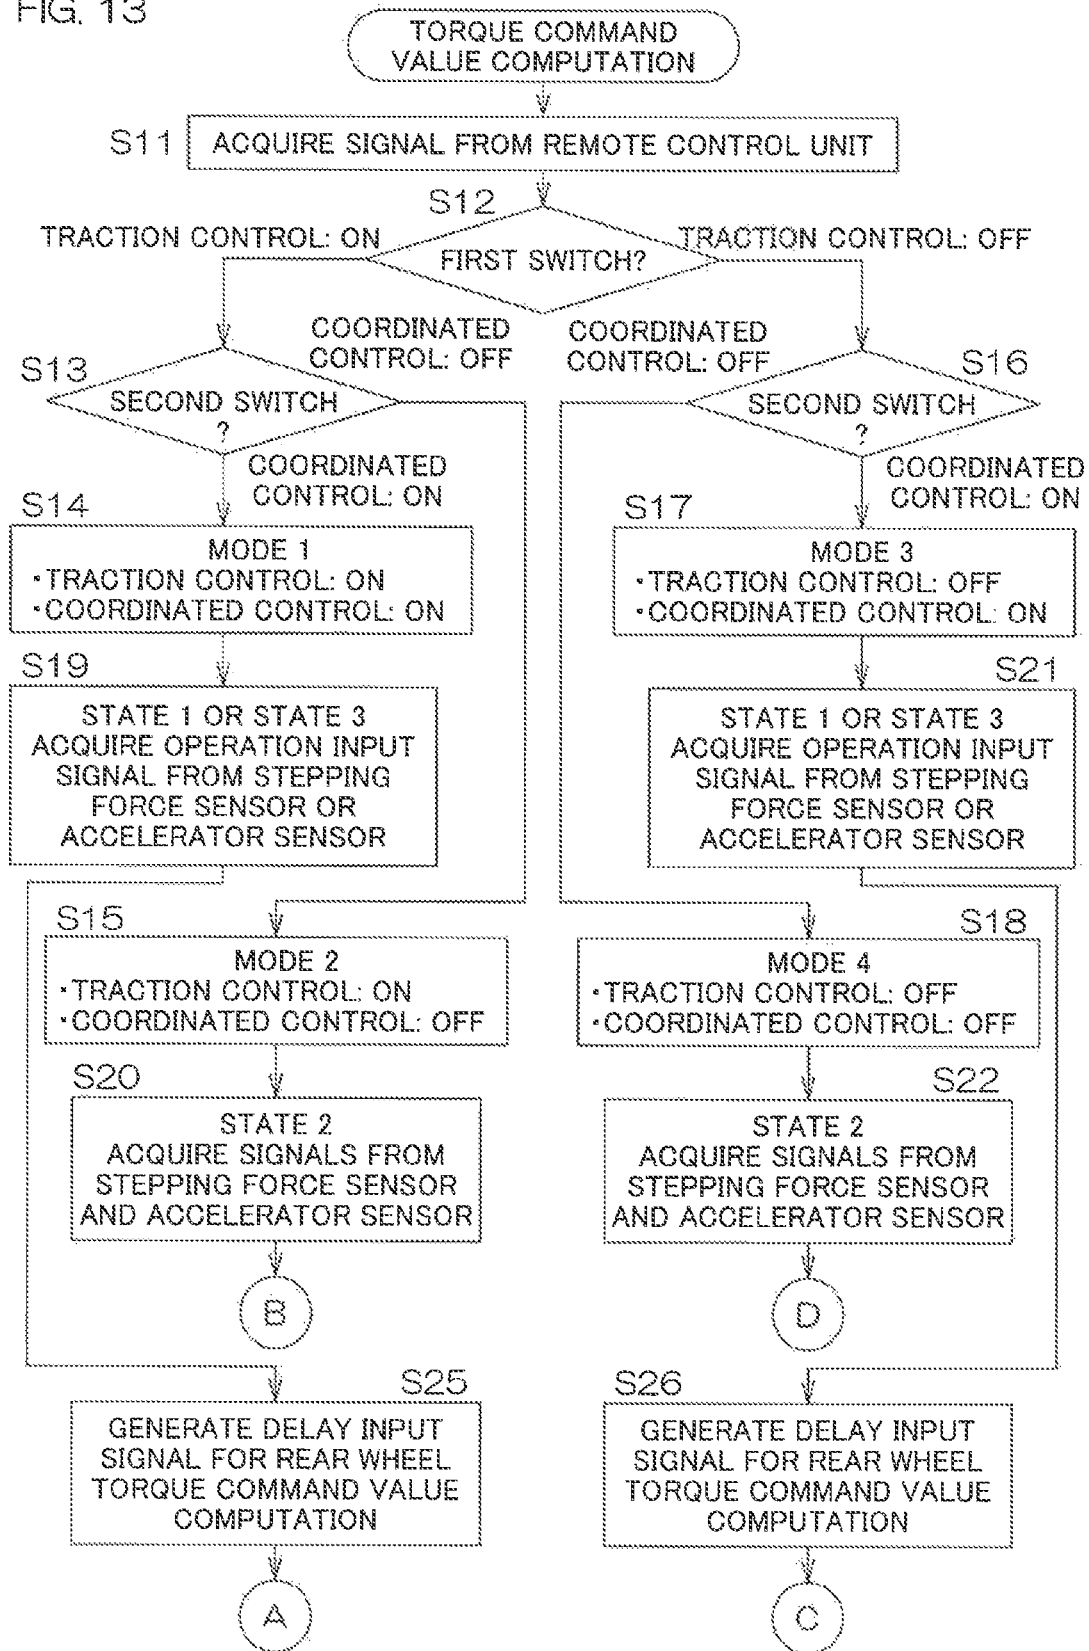 FIG. 13
TORQUE COMMAND
VALUE COMPUTATION
S11
ACQUIRE SIGNAL FROM REMOTE CONTROL UNIT
S12
TRACTION CONTROL: ON
FIRST SWITCH?
TRACTION CONTROL: OFF
COORDINATED
CONTROL: OFF
COORDINATED
CONTROL: OFF
S13
SECOND SWITCH
?
S16
SECOND SWITCH
?
COORDINATED
CONTROL: ON
COORDINATED
CONTROL: ON
S14
MODE 1
・TRACTION CONTROL: ON
・COORDINATED CONTROL: ON
S17
MODE 3
・TRACTION CONTROL: OFF
・COORDINATED CONTROL: ON
S19
STATE 1 OR STATE 3
ACQUIRE OPERATION INPUT
SIGNAL FROM STEPPING
FORCE SENSOR OR
ACCELERATOR SENSOR
S21
STATE 1 OR STATE 3
ACQUIRE OPERATION INPUT
SIGNAL FROM STEPPING
FORCE SENSOR OR
ACCELERATOR SENSOR
S15
MODE 2
・TRACTION CONTROL: ON
・COORDINATED CONTROL: OFF
S18
MODE 4
・TRACTION CONTROL: OFF
・COORDINATED CONTROL: OFF
S20
STATE 2
ACQUIRE SIGNALS FROM
STEPPING FORCE SENSOR
AND ACCELERATOR SENSOR
S22
STATE 2
ACQUIRE SIGNALS FROM
STEPPING FORCE SENSOR
AND ACCELERATOR SENSOR
B
D
S25
GENERATE DELAY INPUT
SIGNAL FOR REAR WHEEL
TORQUE COMMAND VALUE
COMPUTATION
S26
GENERATE DELAY INPUT
SIGNAL FOR REAR WHEEL
TORQUE COMMAND VALUE
COMPUTATION
A
C